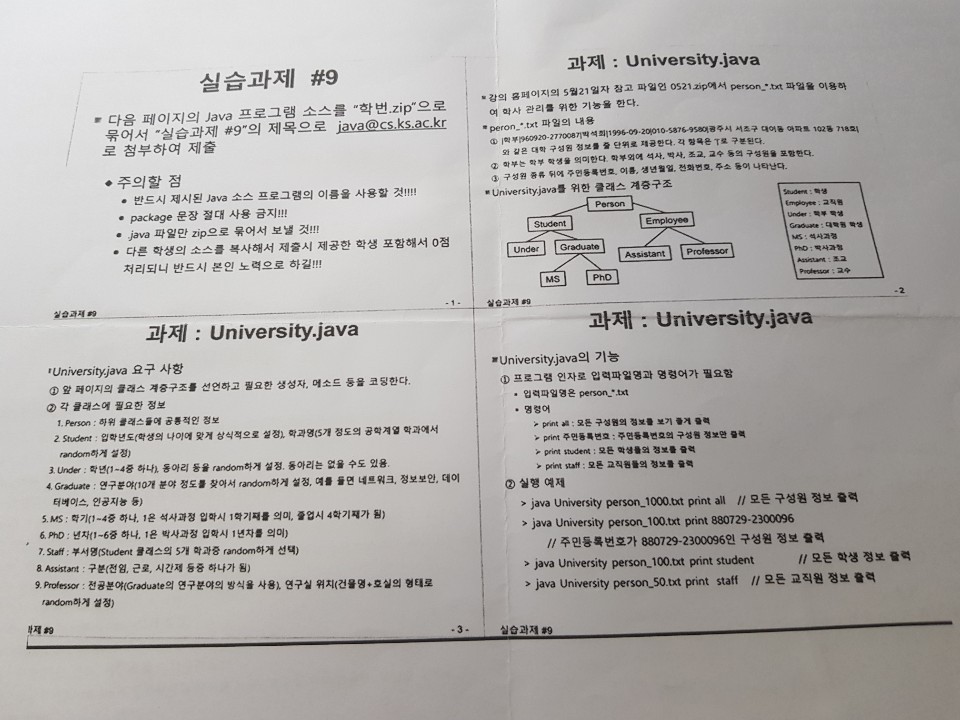 실습과제 #9
다음 페이지의 Java 프로그램 소스를 "학번.zip"으로
묶어서 "실습과제 #9"의 제목으로 java@cs.ks.ac.kr
로 첨부하여 제출
주의할 점
반드시 제시된 Java 소스 프로그램의 이름을 사용할 것!!!!
package 문장 절대 사용 금지!!!
.java 파일만 zip으로 묶어서 보낼 것!!!
다른 학생의 소스를 복사해서 제출시 제공한 학생 포함해서 0점
처리되니 반드시 본인 노력으로 하길!!!
실습과제 #9
- 1 -
과제 : University.java
강의 홈페이지의 5월21일자 참고 파일인 0521.zip에서 person_*.txt 파일을 이용하
여 학사 관리를 위한 기능을 한다.
peron_*.txt 파일의 내용
① |학부|960920-2770087|박석희|1996-09-20|010-5876-9580|광주시 서초구 대이동 아파트 102동 718호|
와 같은 대학 구성원 정보를 줄 단위로 제공한다. 각 항목은 '|'로 구분된다.
② 학부는 학부 학생을 의미한다. 학부외에 석사, 박사, 조교, 교수 등의 구성원을 포함한다.
③ 구성원 종류 뒤에 주민등록번호, 이름, 생년월일, 전화번호, 주소 등이 나타난다.
University.java를 위한 클래스 계층구조
Person
Student
Employee
Under
Graduate
Assistant
Professor
MS
PhD
Student : 학생
Employee : 교직원
Under : 학부 학생
Graduate : 대학원 학생
MS : 석사과정
PhD : 박사과정
Assistant : 조교
Professor : 교수
실습과제 #9
- 2
과제 : University.java
University.java 요구 사항
① 앞 페이지의 클래스 계층구조를 선언하고 필요한 생성자, 메소드 등을 코딩한다.
② 각 클래스에 필요한 정보
1. Person : 하위 클래스들에 공통적인 정보
2. Student : 입학년도(학생의 나이에 맞게 상식적으로 설정), 학과명(5개 정도의 공학계열 학과에서
random하게 설정)
3. Under : 학년(1~4중 하나), 동아리 등을 random하게 설정. 동아리는 없을 수도 있음.
4. Graduate : 연구분야(10개 분야 정도를 찾아서 random하게 설정, 예를 들면 네트워크, 정보보안, 데이
터베이스, 인공지능 등)
5. MS : 학기(1~4중 하나, 1은 석사과정 입학시 1학기째를 의미, 졸업시 4학기째가 됨)
6. PhD : 년차(1~6중 하나, 1은 박사과정 입학시 1년차를 의미)
7. Staff : 부서명(Student 클래스의 5개 학과중 random하게 선택)
8. Assistant : 구분(전임, 근로, 시간제 등중 하나가 됨)
9. Professor : 전공분야(Graduate의 연구분야의 방식을 사용), 연구실 위치(건물명+호실의 형태로
random하게 설정)
과제 #9
- 3 -
과제 : University.java
University.java의 기능
① 프로그램 인자로 입력파일명과 명령어가 필요함
입력파일명은 person_*.txt
명령어
> print all : 모든 구성원의 정보를 보기 좋게 출력
> print 주민등록번호 : 주민등록번호의 구성원 정보만 출력
> print student : 모든 학생들의 정보를 출력
> print staff : 모든 교직원들의 정보를 출력
② 실행 예제
> java University person_1000.txt print all // 모든 구성원 정보 출력
> java University person_100.txt print 880729-2300096
// 주민등록번호가 880729-2300096인 구성원 정보 출력
> java University person_100.txt print student // 모든 학생 정보 출력
> java University person_50.txt print staff // 모든 교직원 정보 출력
실습과제 #9